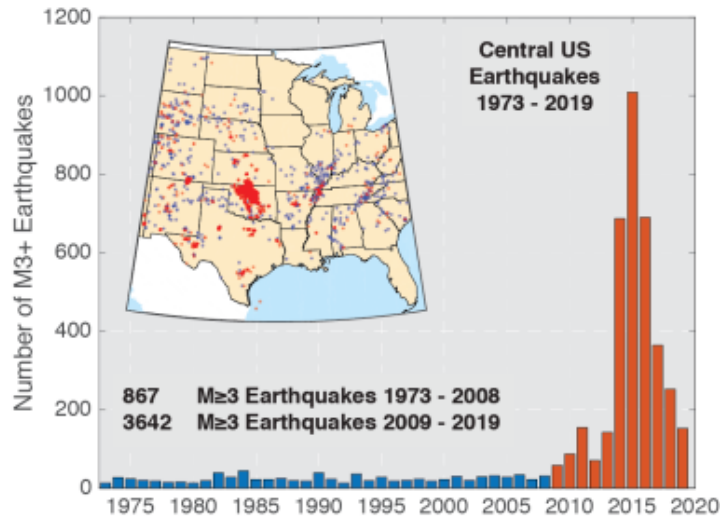 1200
1000
800
600
400
200
0
Number of M3+ Earthquakes
Central US
Earthquakes
1973 - 2019
867 M≥3 Earthquakes 1973 - 2008
3642 M≥3 Earthquakes 2009 - 2019
1975 1980 1985 1990 1995 2000 2005 2010 2015 2020